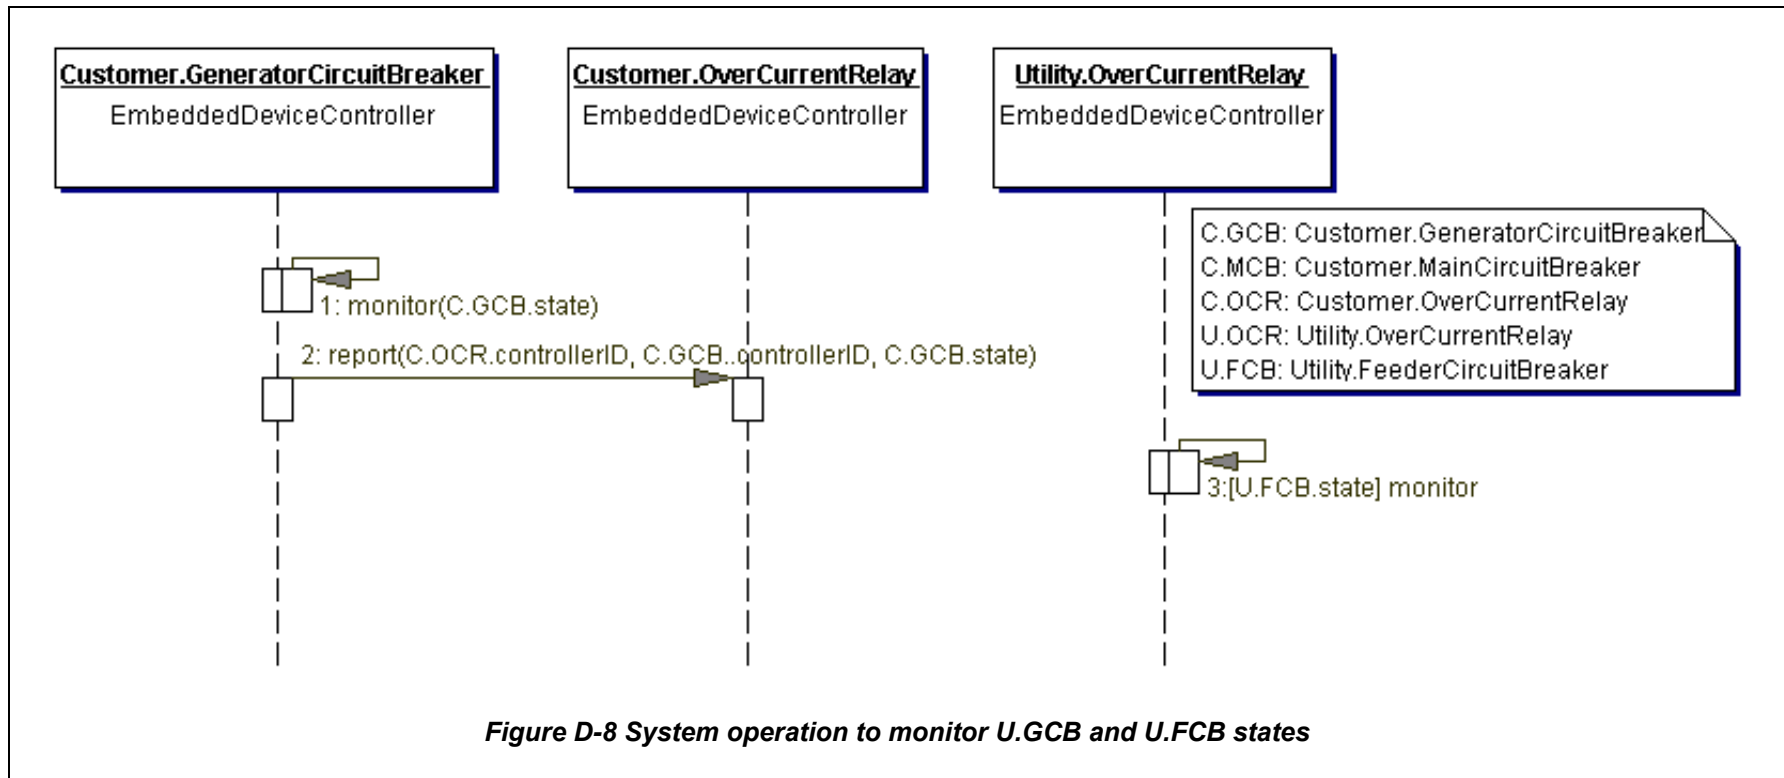 Customer.GeneratorCircuitBreaker
EmbeddedDeviceController
Customer.OverCurrentRelay
EmbeddedDeviceController
Utility.OverCurrentRelay
EmbeddedDeviceController
C.GCB: Customer.GeneratorCircuitBreaker
C.MCB: Customer.MainCircuitBreaker
C.OCR: Customer.OverCurrentRelay
U.OCR: Utility.OverCurrentRelay
U.FCB: Utility.FeederCircuitBreaker
1: monitor(C.GCB.state)
2: report(C.OCR.controllerID, C.GCB..controllerID, C.GCB.state)
3:[U.FCB.state] monitor
Figure D-8 System operation to monitor U.GCB and U.FCB states